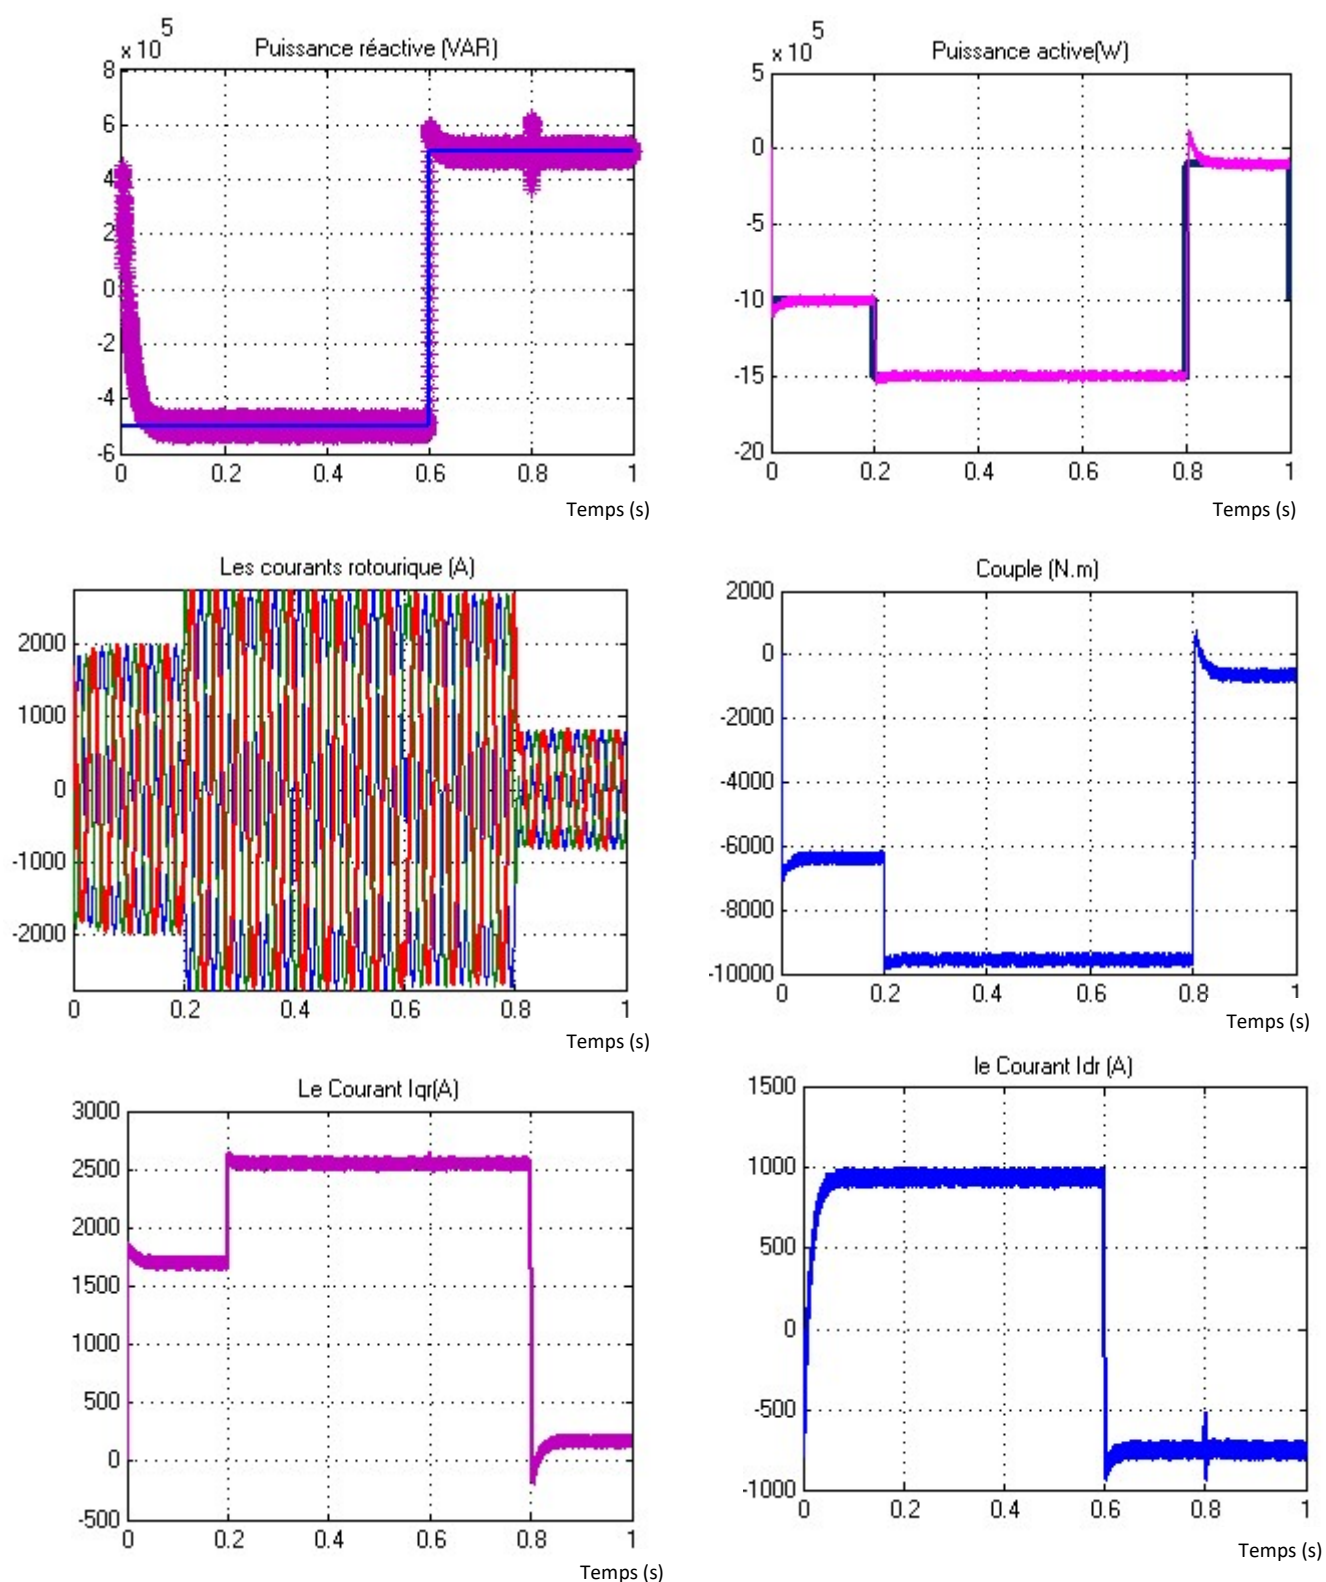 x 10
5
Puissance réactive (VAR)
8
6
4
2
0
-2
-4
-6
0 0.2 0.4 0.6 0.8 1
Temps (s)
x 10
5
Puissance active(W)
5
0
-5
-10
-15
-20
0 0.2 0.4 0.6 0.8 1
Temps (s)
Les courants rotourique (A)
2000
1000
0
-1000
-2000
0 0.2 0.4 0.6 0.8 1
Temps (s)
Couple (N.m)
2000
0
-2000
-4000
-6000
-8000
-10000
0 0.2 0.4 0.6 0.8 1
Temps (s)
Le Courant Iqr(A)
3000
2500
2000
1500
1000
500
0
-500
0 0.2 0.4 0.6 0.8 1
Temps (s)
le Courant Idr (A)
1500
1000
500
0
-500
-1000
0 0.2 0.4 0.6 0.8 1
Temps (s)